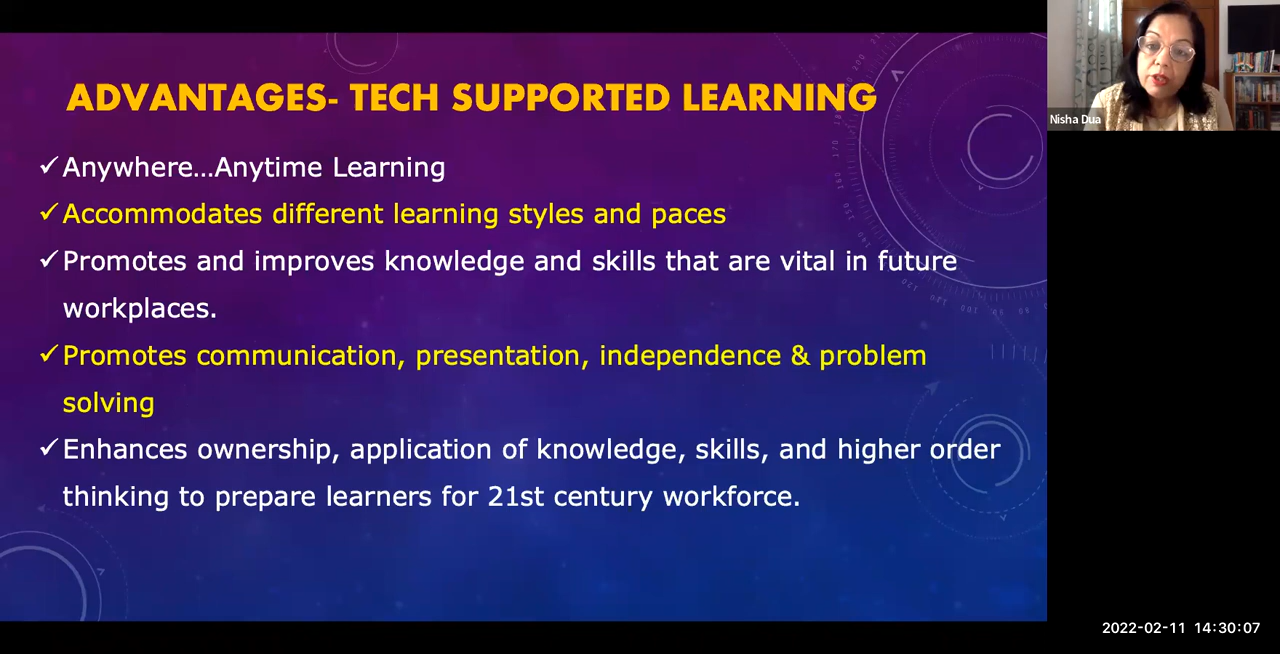 ADVANTAGES- TECH SUPPORTED LEARNING
✓Anywhere...Anytime Learning
✓Accommodates different learning styles and paces
✓Promotes and improves knowledge and skills that are vital in future
workplaces.
✓Promotes communication, presentation, independence & problem
solving
✓Enhances ownership, application of knowledge, skills, and higher order
thinking to prepare learners for 21st century workforce.
Nisha Dua
2022-02-11 14:30:07